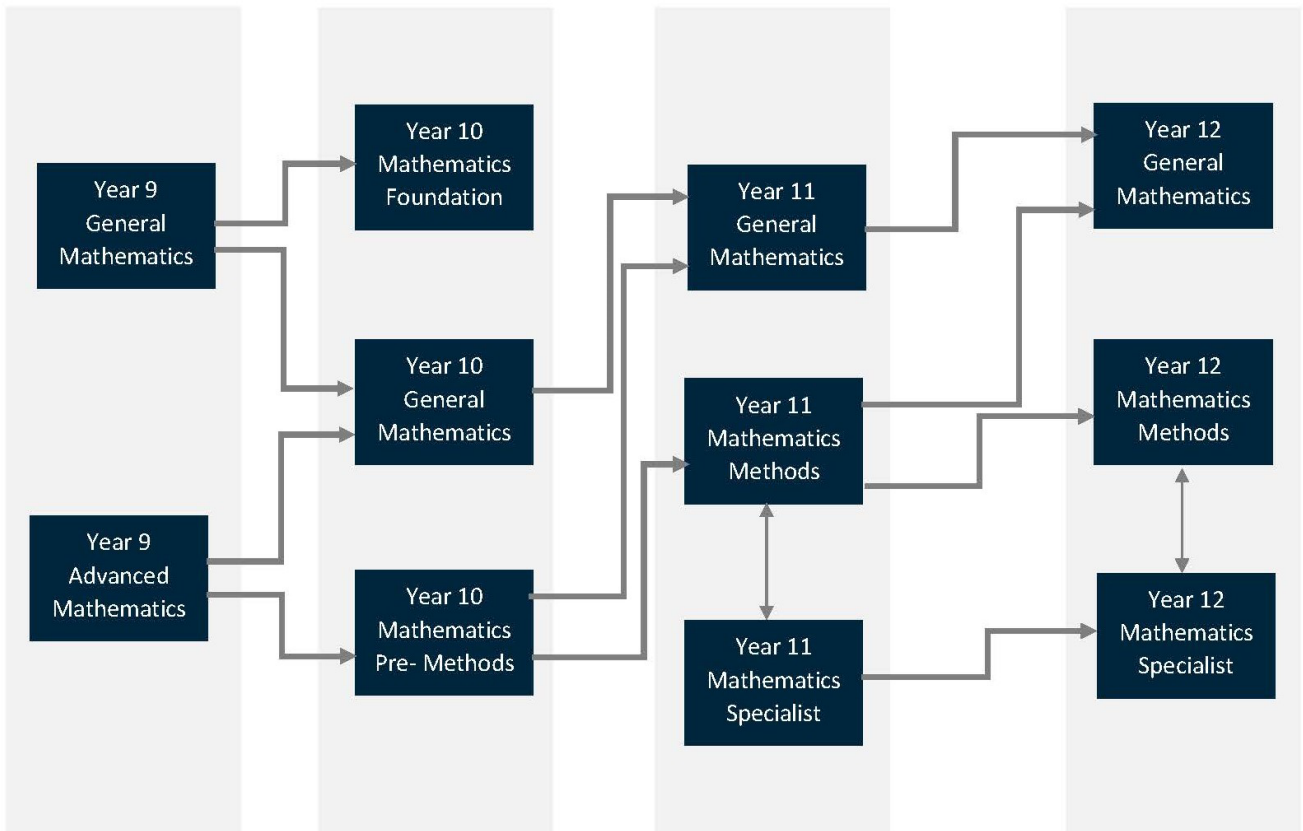 Year 9
General
Mathematics
Year 9
Advanced
Mathematics
Year 10
Mathematics
Foundation
Year 10
General
Mathematics
Year 10
Mathematics
Pre- Methods
Year 11
General
Mathematics
Year 11
Mathematics
Methods
Year 11
Mathematics
Specialist
Year 12
General
Mathematics
Year 12
Mathematics
Methods
Year 12
Mathematics
Specialist